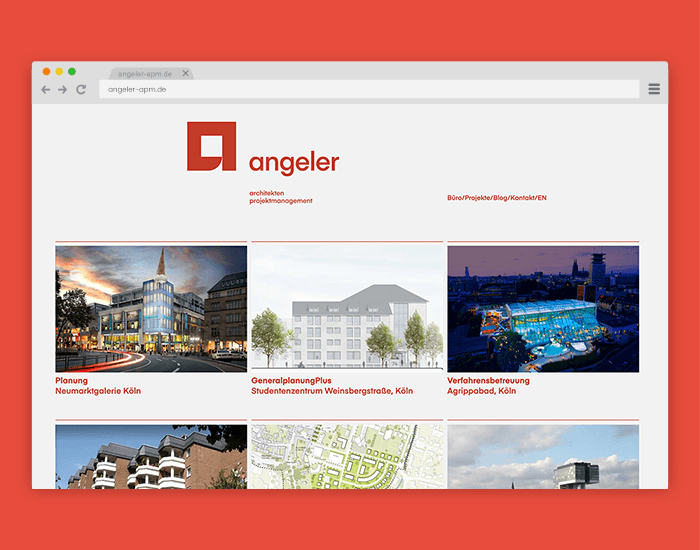 angeler-apm.de
angeler-apm.de
angeler
architekten
projektmanagement
Büro/Projekte/Blog/Kontakt/EN
Planung
Neumarktgalerie Köln
GeneralplanungPlus
Studentenzentrum Weinsbergstraße, Köln
Verfahrensbetreuung
Agrippabad, Köln